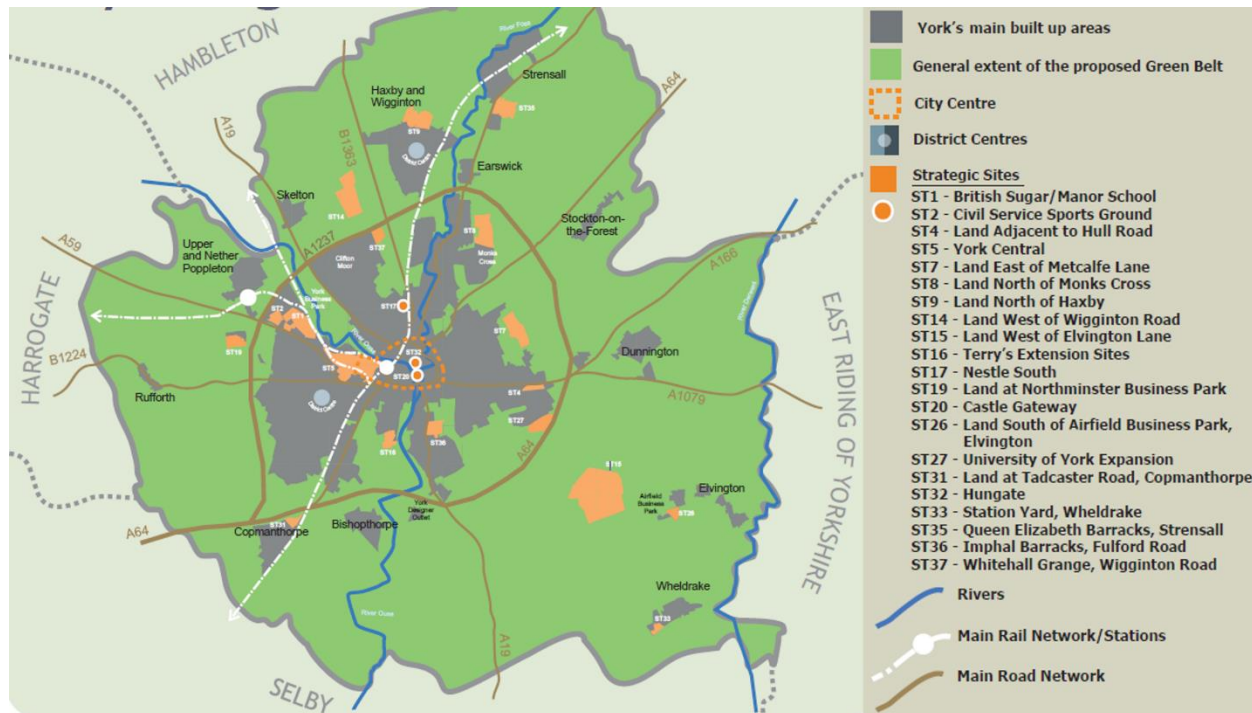 HAMBLETON
River Foss
Strensall
Haxby and
Wigginton
A64
A19
B1363
ST35
ST9
District Centre
Earswick
Skelton
ST14
Stockton-on-
the-Forest
A59
Upper
and Nether
Poppleton
A1237
ST37
Clifton
Moor
ST8
Monks
Cross
A166
River Derwent
HARROGATE
York
Business
Park
ST17
ST2
ST1
River Ouse
ST7
ST19
B1224
ST32
ST5
ST20
Dunnington
EAST RIDING OF YORKSHIRE
Rufforth
District Centre
ST4
A1079
ST27
ST16
ST36
A64
ST15
Airfield
Business
Park
Elvington
ST26
York
Designer
Outlet
A64
ST31
Copmanthorpe
Bishopthorpe
Wheldrake
ST33
River Ouse
A19
SELBY
York's main built up areas
General extent of the proposed Green Belt
City Centre
District Centres
Strategic Sites
ST1 - British Sugar/Manor School
ST2 - Civil Service Sports Ground
ST4 - Land Adjacent to Hull Road
ST5 - York Central
ST7 - Land East of Metcalfe Lane
ST8 - Land North of Monks Cross
ST9 - Land North of Haxby
ST14 - Land West of Wigginton Road
ST15 - Land West of Elvington Lane
ST16 - Terry's Extension Sites
ST17 - Nestle South
ST19 - Land at Northminster Business Park
ST20 - Castle Gateway
ST26 - Land South of Airfield Business Park,
Elvington
ST27 - University of York Expansion
ST31 - Land at Tadcaster Road, Copmanthorpe
ST32 - Hungate
ST33 - Station Yard, Wheldrake
ST35 - Queen Elizabeth Barracks, Strensall
ST36 - Imphal Barracks, Fulford Road
ST37 - Whitehall Grange, Wigginton Road
Rivers
Main Rail Network/Stations
Main Road Network